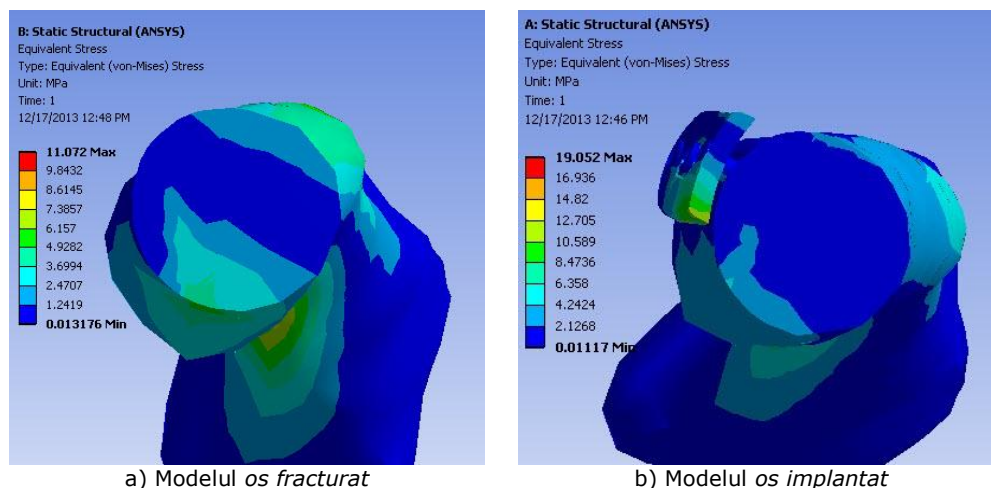 B: Static Structural (ANSYS)
Equivalent Stress
Type: Equivalent (von-Mises) Stress
Unit: MPa
Time: 1
12/17/2013 12:48 PM
11.072 Max
9.8432
8.6145
7.3857
6.157
4.9282
3.6994
2.4707
1.2419
0.013176 Min
a) Modelul os fracturat
A: Static Structural (ANSYS)
Equivalent Stress
Type: Equivalent (von-Mises) Stress
Unit: MPa
Time: 1
12/17/2013 12:46 PM
19.052 Max
16.936
14.82
12.705
10.589
8.4736
6.358
4.2424
2.1268
0.01117 Min
b) Modelul os implantat